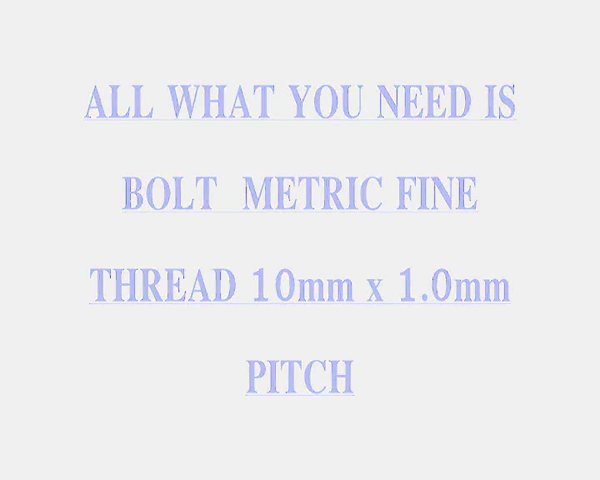 ALL WHAT YOU NEED IS
BOLT  METRIC FINE
THREAD 10mm x 1.0mm
PITCH